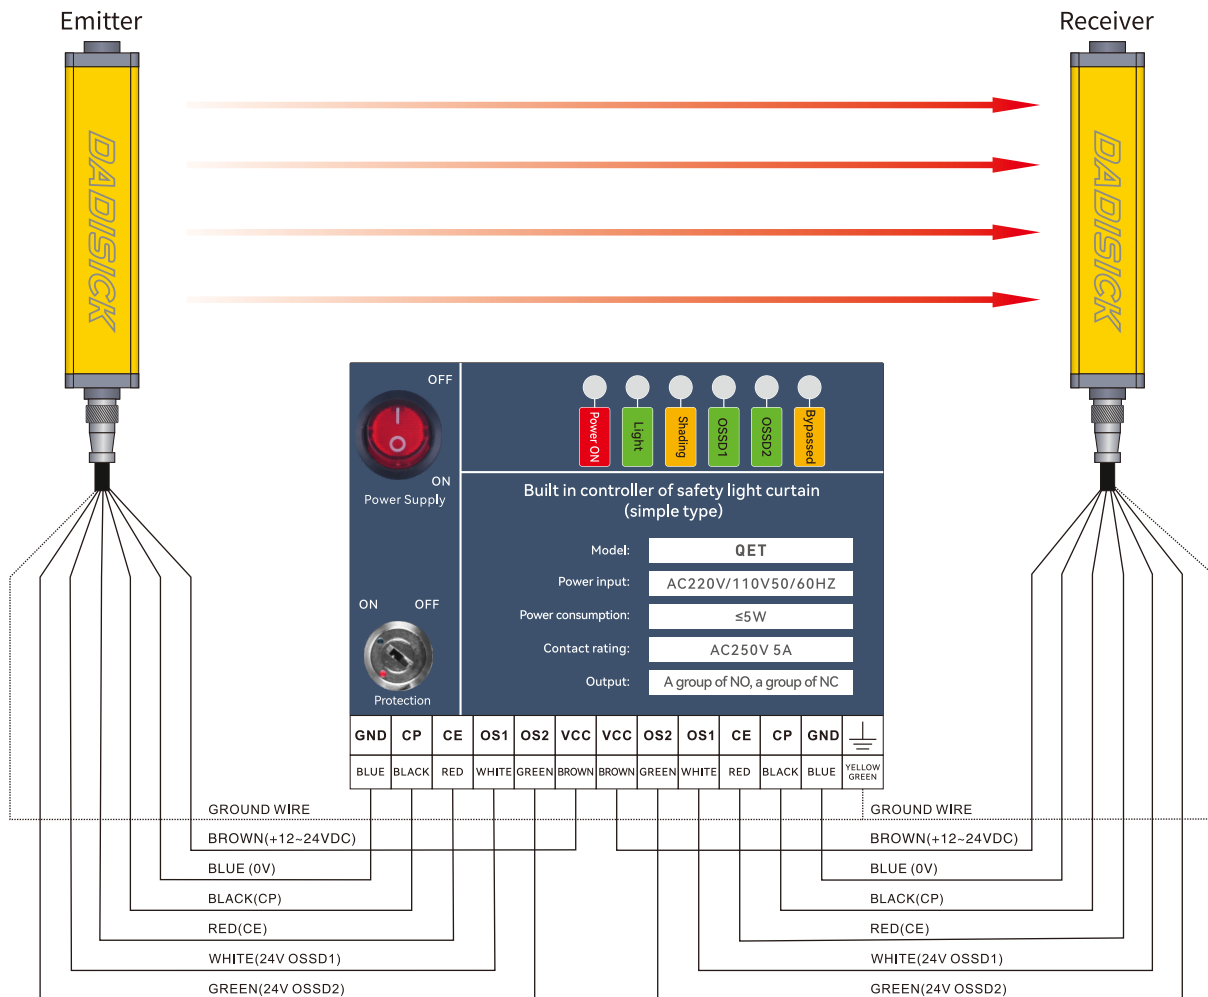 Emitter
Receiver
DADISICK
DADISICK
OFF
ON
Power Supply
ON OFF
Protection
Power ON
Light
Shading
OSSD1
OSSD2
Bypassed
Built in controller of safety light curtain
(simple type)
Model: QET
Power input: AC220V/110V50/60HZ
Power consumption: ≤5W
Contact rating: AC250V 5A
Output: A group of NO, a group of NC
GND CP CE OS1 OS2 VCC VCC OS2 OS1 CE CP GND
BLUE BLACK RED WHITE GREEN BROWN BROWN GREEN WHITE RED BLACK BLUE YELLOW
GREEN
GROUND WIRE
BROWN(+12~24VDC)
BLUE (0V)
BLACK(CP)
RED(CE)
WHITE(24V OSSD1)
GREEN(24V OSSD2)
GROUND WIRE
BROWN(+12~24VDC)
BLUE (0V)
BLACK(CP)
RED(CE)
WHITE(24V OSSD1)
GREEN(24V OSSD2)